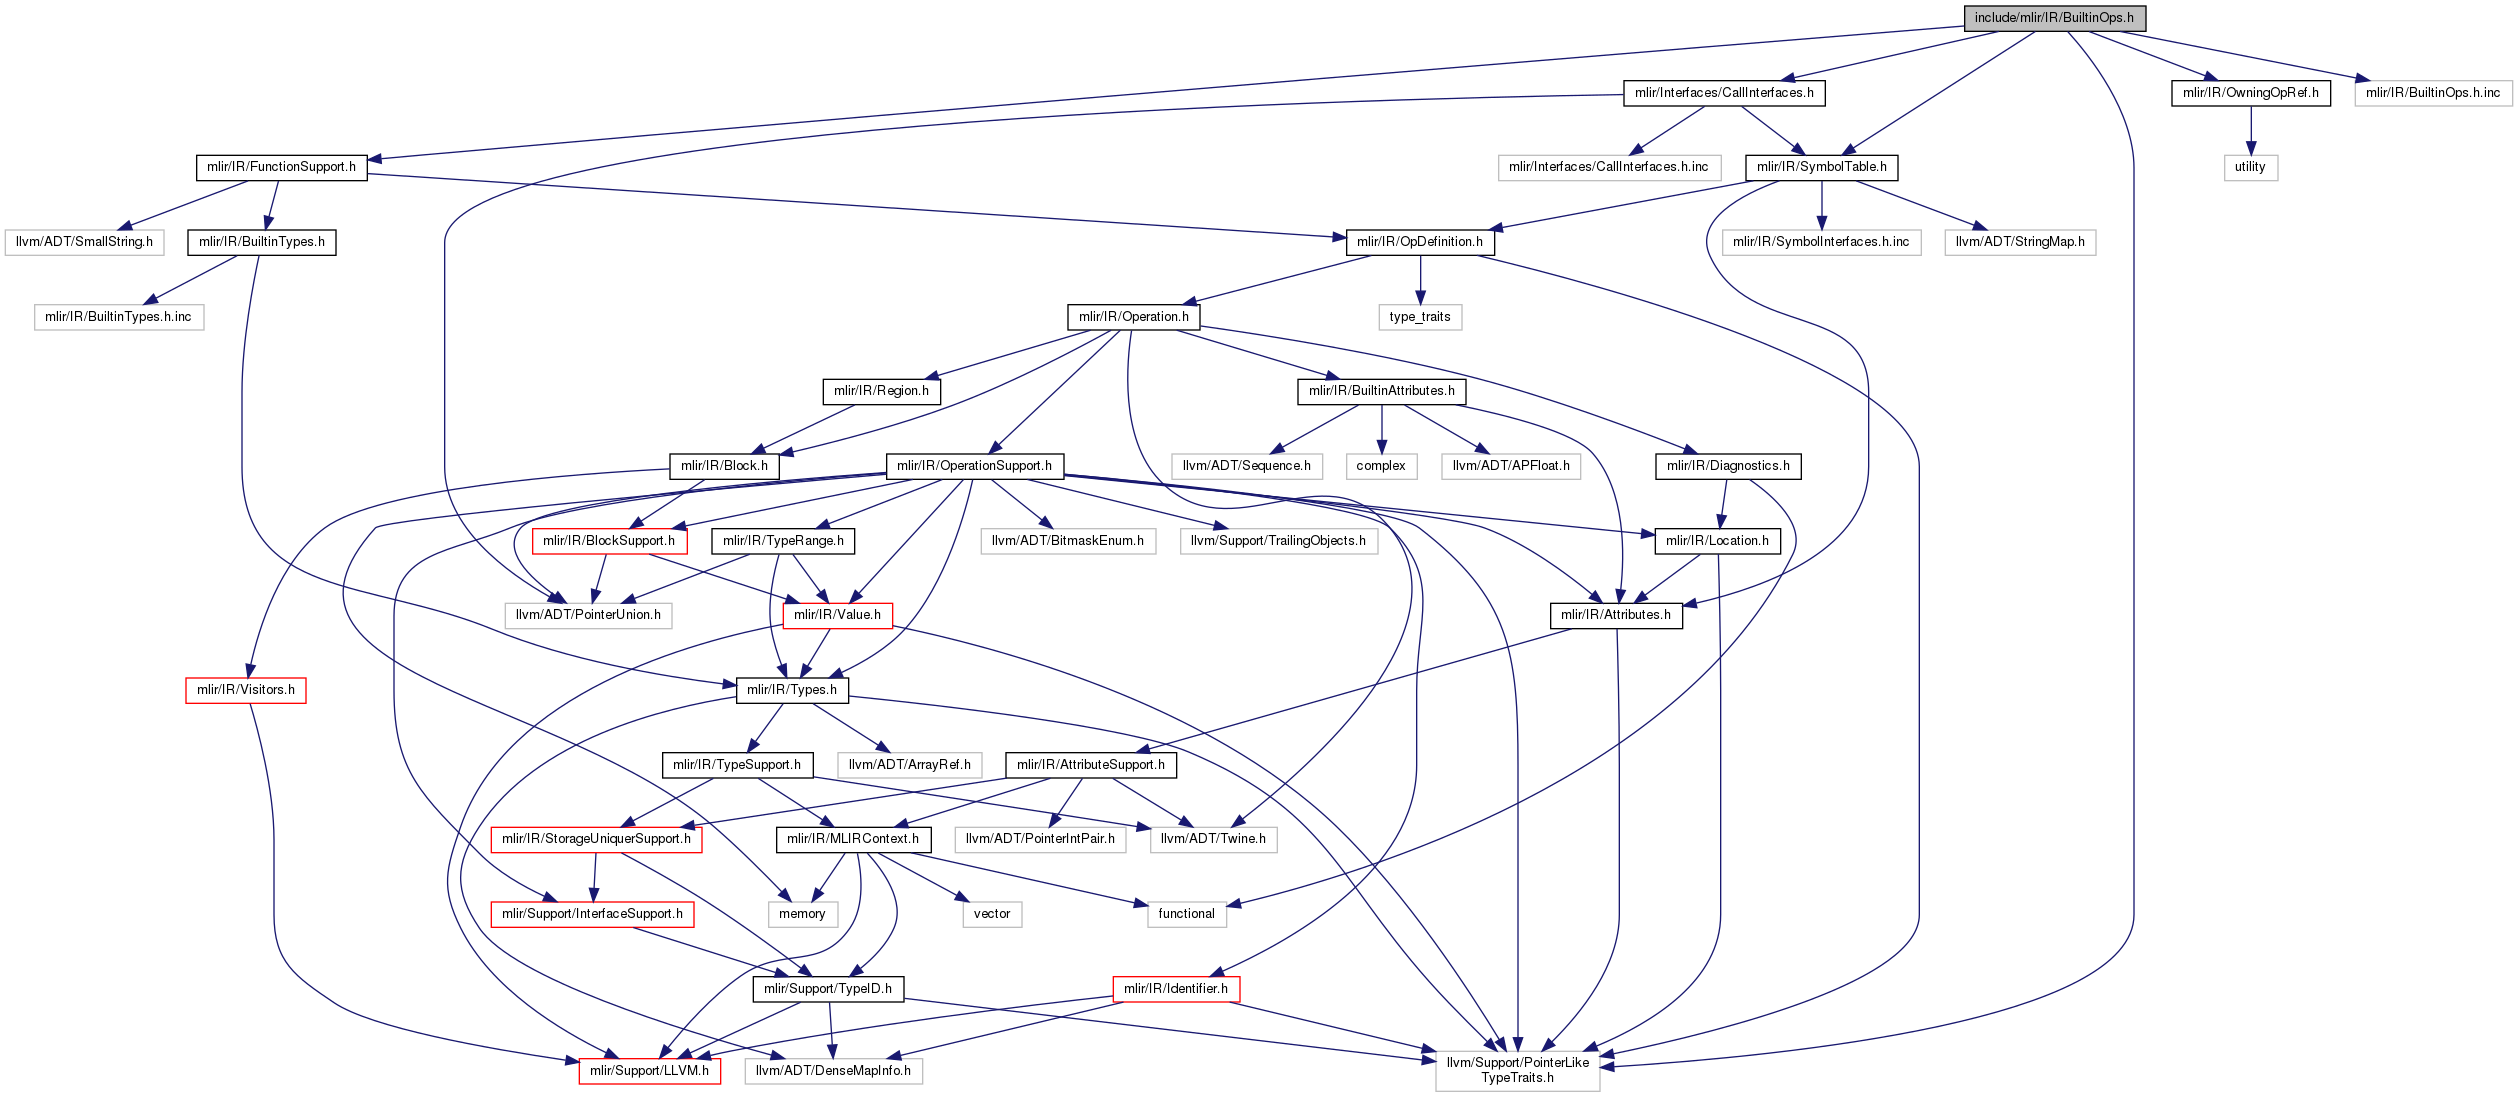 include/mlir/IR/BuiltinOps.h
mlir/Interfaces/CallInterfaces.h
mlir/IR/OwningOpRef.h
mlir/IR/BuiltinOps.h.inc
mlir/IR/FunctionSupport.h
mlir/Interfaces/CallInterfaces.h.inc
mlir/IR/SymbolTable.h
utility
llvm/ADT/SmallString.h
mlir/IR/BuiltinTypes.h
mlir/IR/OpDefinition.h
mlir/IR/SymbolInterfaces.h.inc
llvm/ADT/StringMap.h
mlir/IR/BuiltinTypes.h.inc
mlir/IR/Operation.h
type_traits
mlir/IR/Region.h
mlir/IR/BuiltinAttributes.h
mlir/IR/Block.h
mlir/IR/OperationSupport.h
llvm/ADT/Sequence.h
complex
llvm/ADT/APFloat.h
mlir/IR/Diagnostics.h
mlir/IR/BlockSupport.h
mlir/IR/TypeRange.h
llvm/ADT/BitmaskEnum.h
llvm/Support/TrailingObjects.h
mlir/IR/Location.h
llvm/ADT/PointerUnion.h
mlir/IR/Value.h
mlir/IR/Attributes.h
mlir/IR/Visitors.h
mlir/IR/Types.h
mlir/IR/TypeSupport.h
llvm/ADT/ArrayRef.h
mlir/IR/AttributeSupport.h
mlir/IR/StorageUniquerSupport.h
mlir/IR/MLIRContext.h
llvm/ADT/PointerIntPair.h
llvm/ADT/Twine.h
mlir/Support/InterfaceSupport.h
memory
vector
functional
mlir/Support/TypeID.h
mlir/IR/Identifier.h
mlir/Support/LLVM.h
llvm/ADT/DenseMapInfo.h
llvm/Support/PointerLike
TypeTraits.h